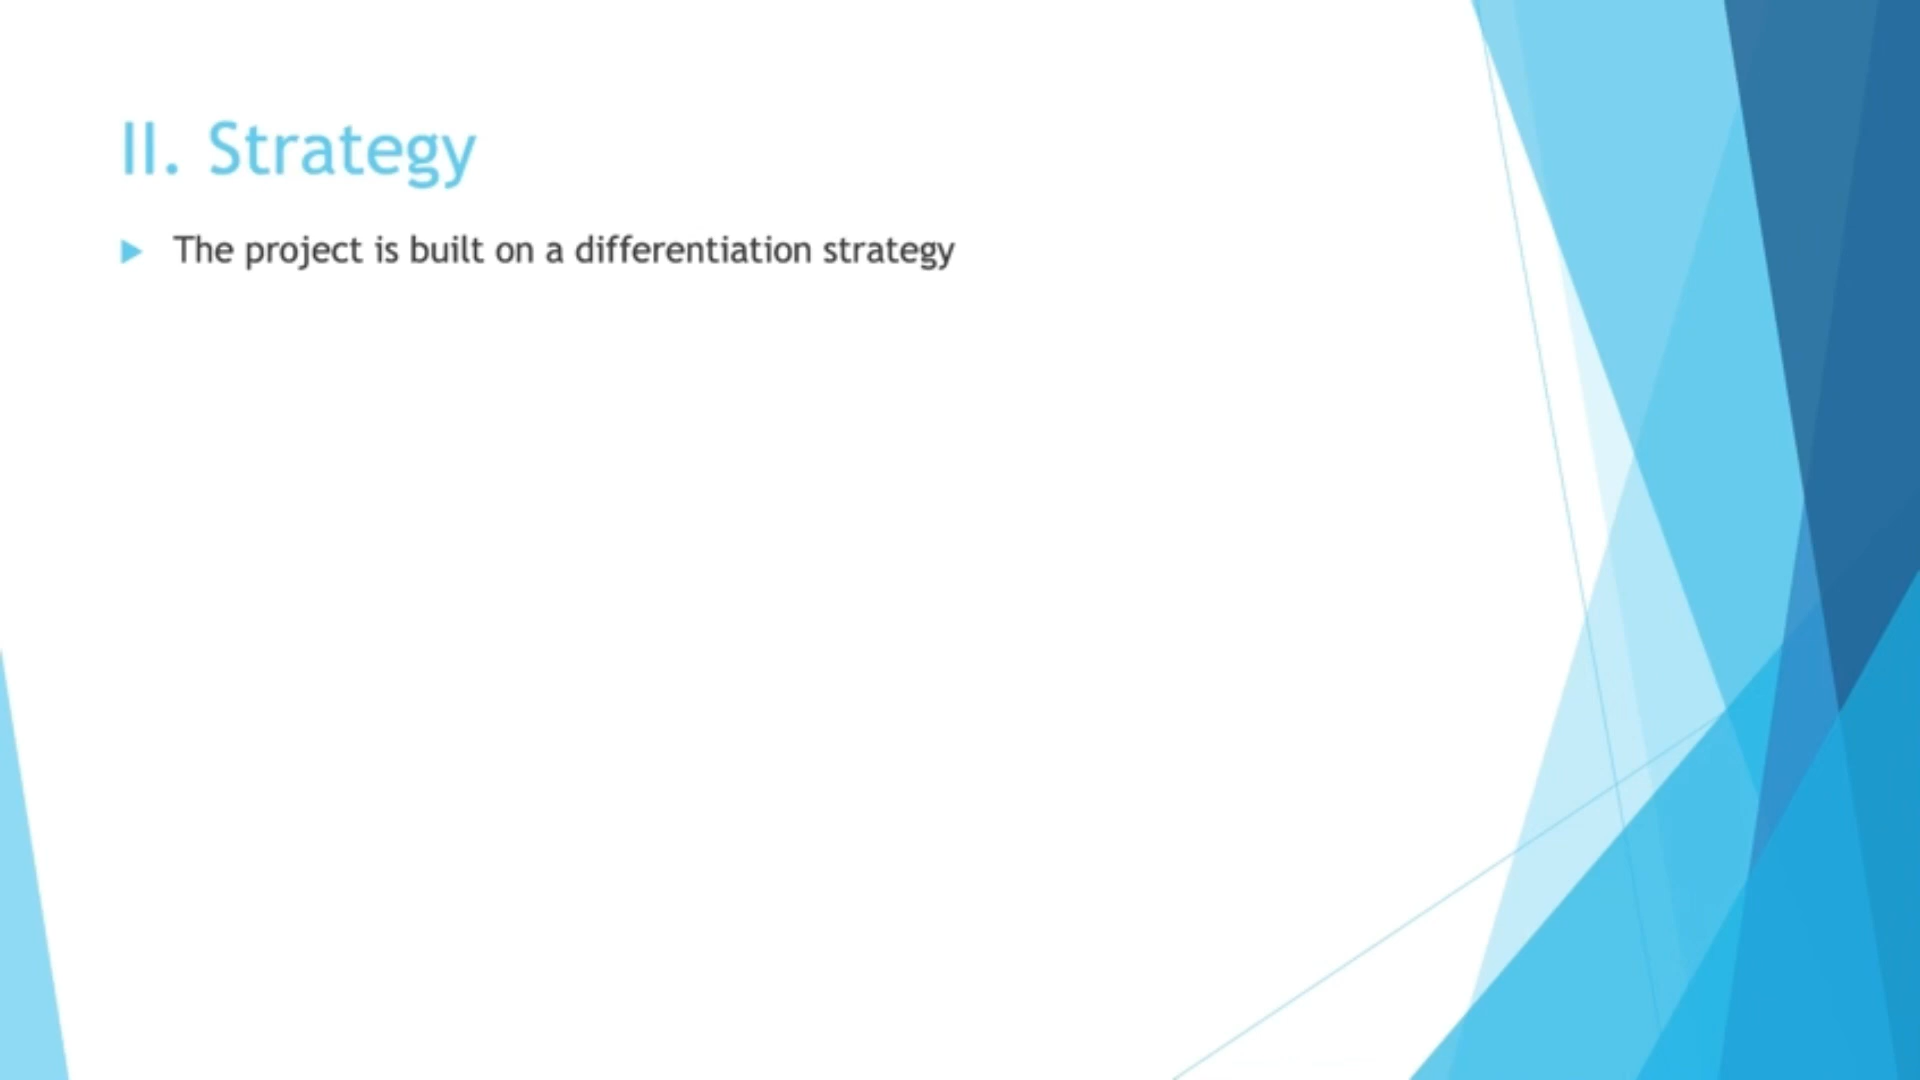 II. Strategy
The project is built on a differentiation strategy